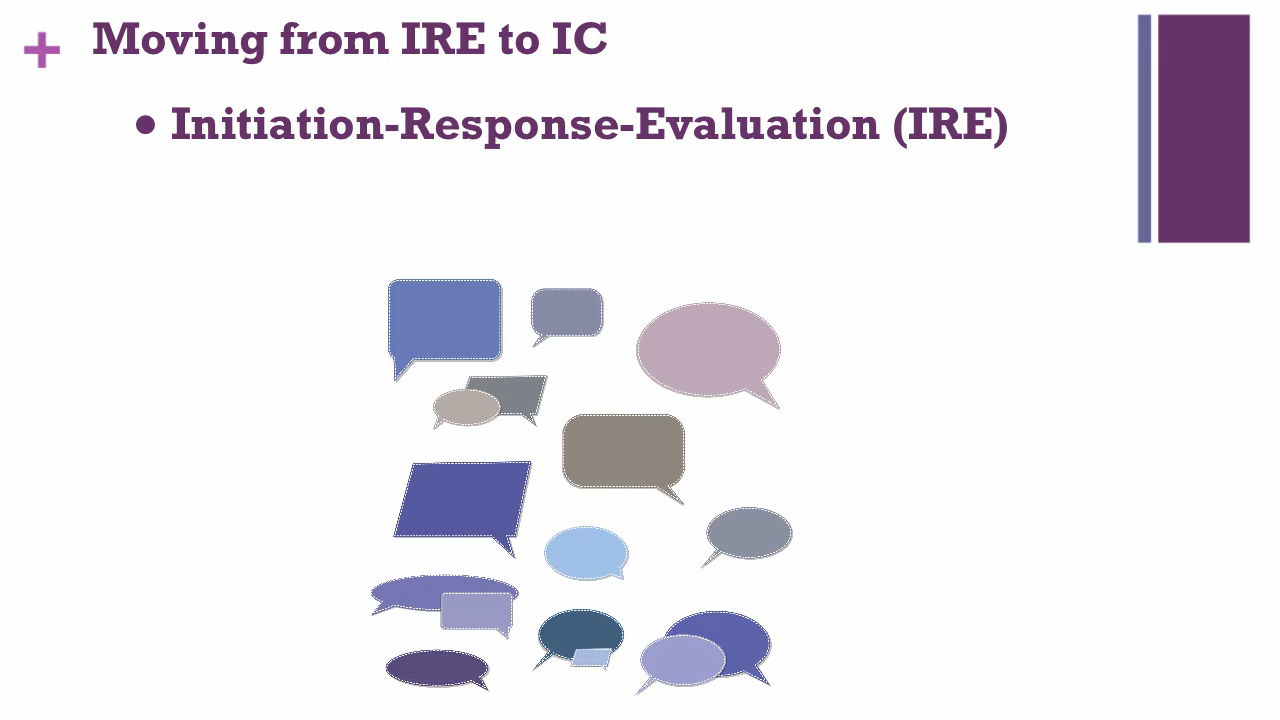 + Moving from IRE to IC
• Initiation-Response-Evaluation (IRE)